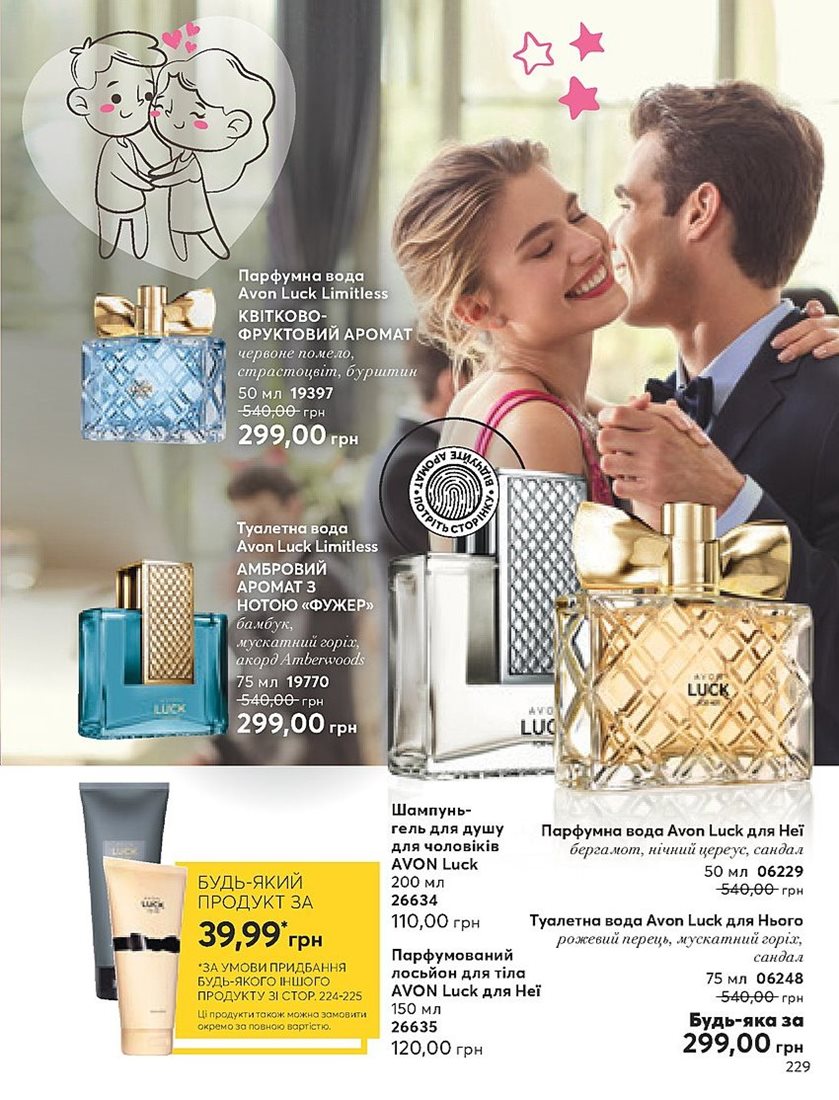 Парфумна вода
Avon Luck Limitless
КВІТКОВО-
ФРУКТОВИЙ АРОМАТ
червоне помело,
страстоцвіт, бурштин
50 мл 19397
540,00 грн
299,00 грн
ВІДЧУЙТЕ АРОМАТ • ПОТРІТЬ СТОРІНКУ •
Туалетна вода
Avon Luck Limitless
АМБРОВИЙ
АРОМАТ З
НОТОЮ «ФУЖЕР»
бамбук,
мускатний горіх,
акорд Amberwoods
75 мл 19770
540,00 грн
299,00 грн
LUCK
AVON
LUCK
AVON
LUCK
FOR HER
LUCK
LUCK
БУДЬ-ЯКИЙ
ПРОДУКТ ЗА
39,99* грн
*ЗА УМОВИ ПРИДБАННЯ
БУДЬ-ЯКОГО ІНШОГО
ПРОДУКТУ ЗІ СТОР. 224-225
Ці продукти також можна замовити
окремо за повною вартістю.
Шампунь-
гель для душу
для чоловіків
AVON Luck
200 мл
26634
110,00 грн
Парфумований
лосьйон для тіла
AVON Luck для Неї
150 мл
26635
120,00 грн
Парфумна вода Avon Luck для Неї
бергамот, нічний цереус, сандал
50 мл 06229
540,00 грн
Туалетна вода Avon Luck для Нього
рожевий перець, мускатний горіх,
сандал
75 мл 06248
540,00 грн
Будь-яка за
299,00 грн
229